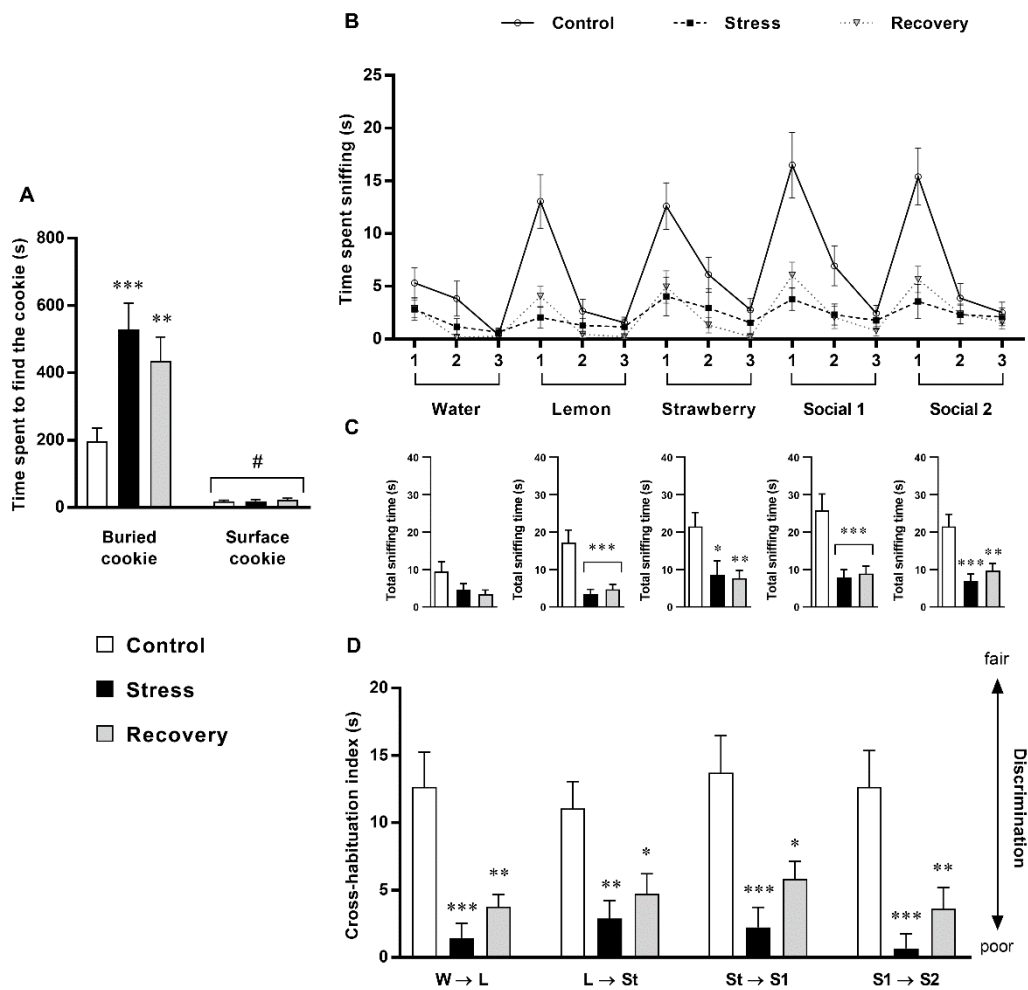 B
Control
Stress
Recovery
Time spent sniffing (s)
25
20
15
10
5
0
1 2 3 1 2 3 1 2 3 1 2 3 1 2 3
Water Lemon Strawberry Social 1 Social 2
A
Time spent to find the cookie (s)
800
600
400
200
0
***
**
#
Buried
cookie
Surface
cookie
Control
Stress
Recovery
C
Total sniffing time (s)
40
30
20
10
0
Total sniffing time (s)
40
30
20
10
0
***
Total sniffing time (s)
40
30
20
10
0
*
**
Total sniffing time (s)
40
30
20
10
0
***
Total sniffing time (s)
40
30
20
10
0
***
**
D
Cross-habituation index (s)
20
15
10
5
0
***
**
**
*
***
*
***
**
W → L
L → St
St → S1
S1 → S2
fair
Discrimination
poor